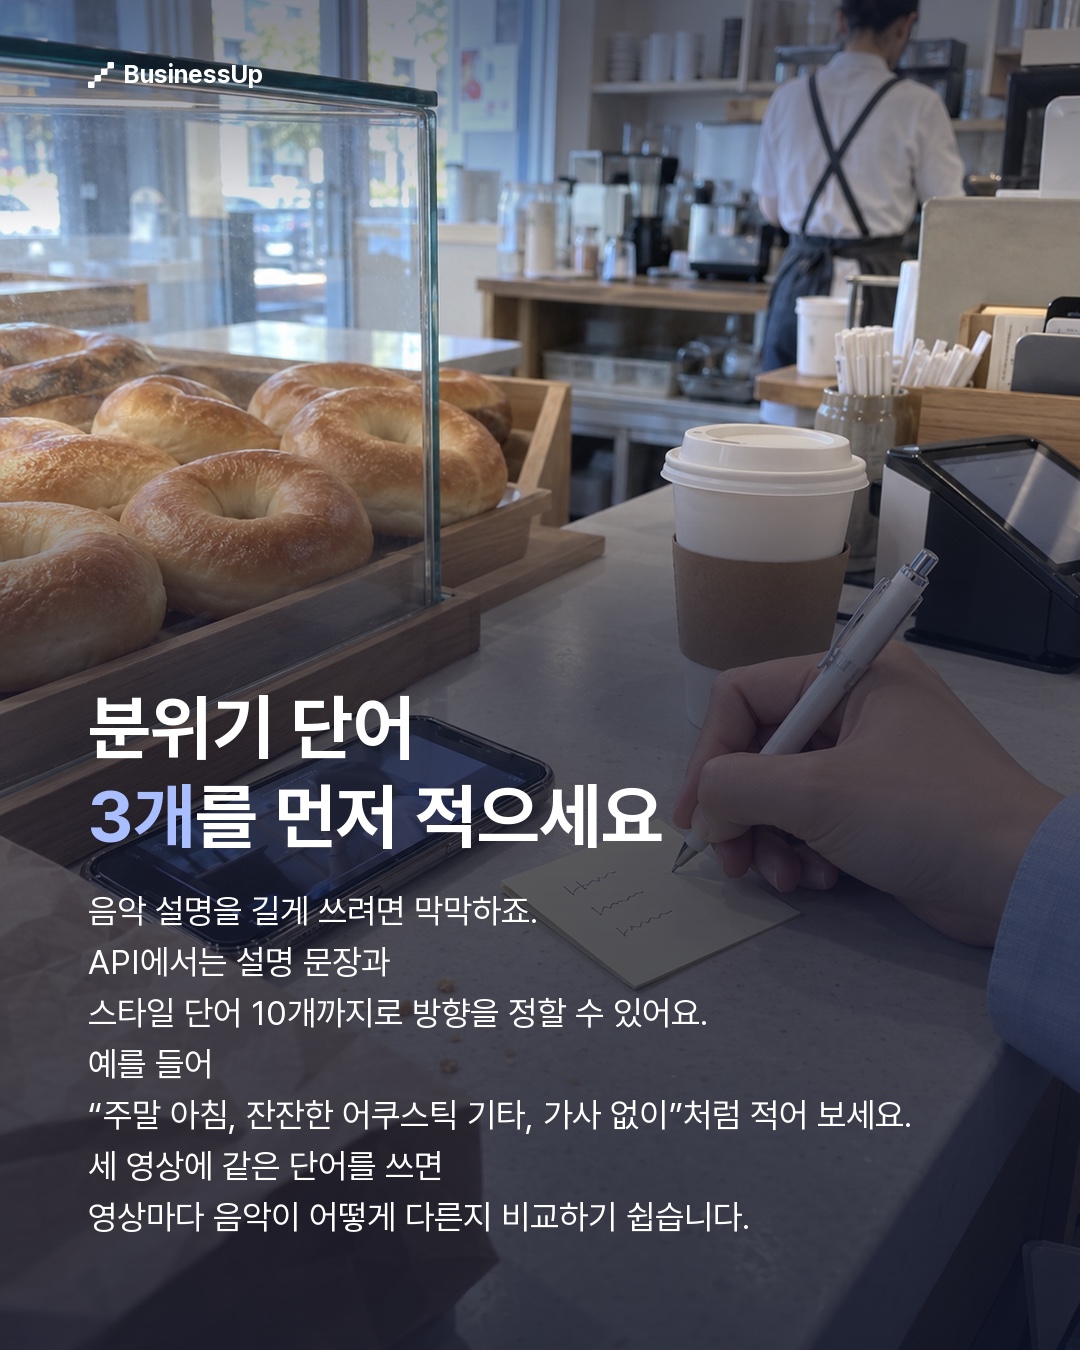 BusinessUp
분위기 단어
3개를 먼저 적으세요
음악 설명을 길게 쓰려면 막막하죠.
API에서는 설명 문장과
스타일 단어 10개까지로 방향을 정할 수 있어요.
예를 들어
“주말 아침, 잔잔한 어쿠스틱 기타, 가사 없이”처럼 적어 보세요.
세 영상에 같은 단어를 쓰면
영상마다 음악이 어떻게 다른지 비교하기 쉽습니다.